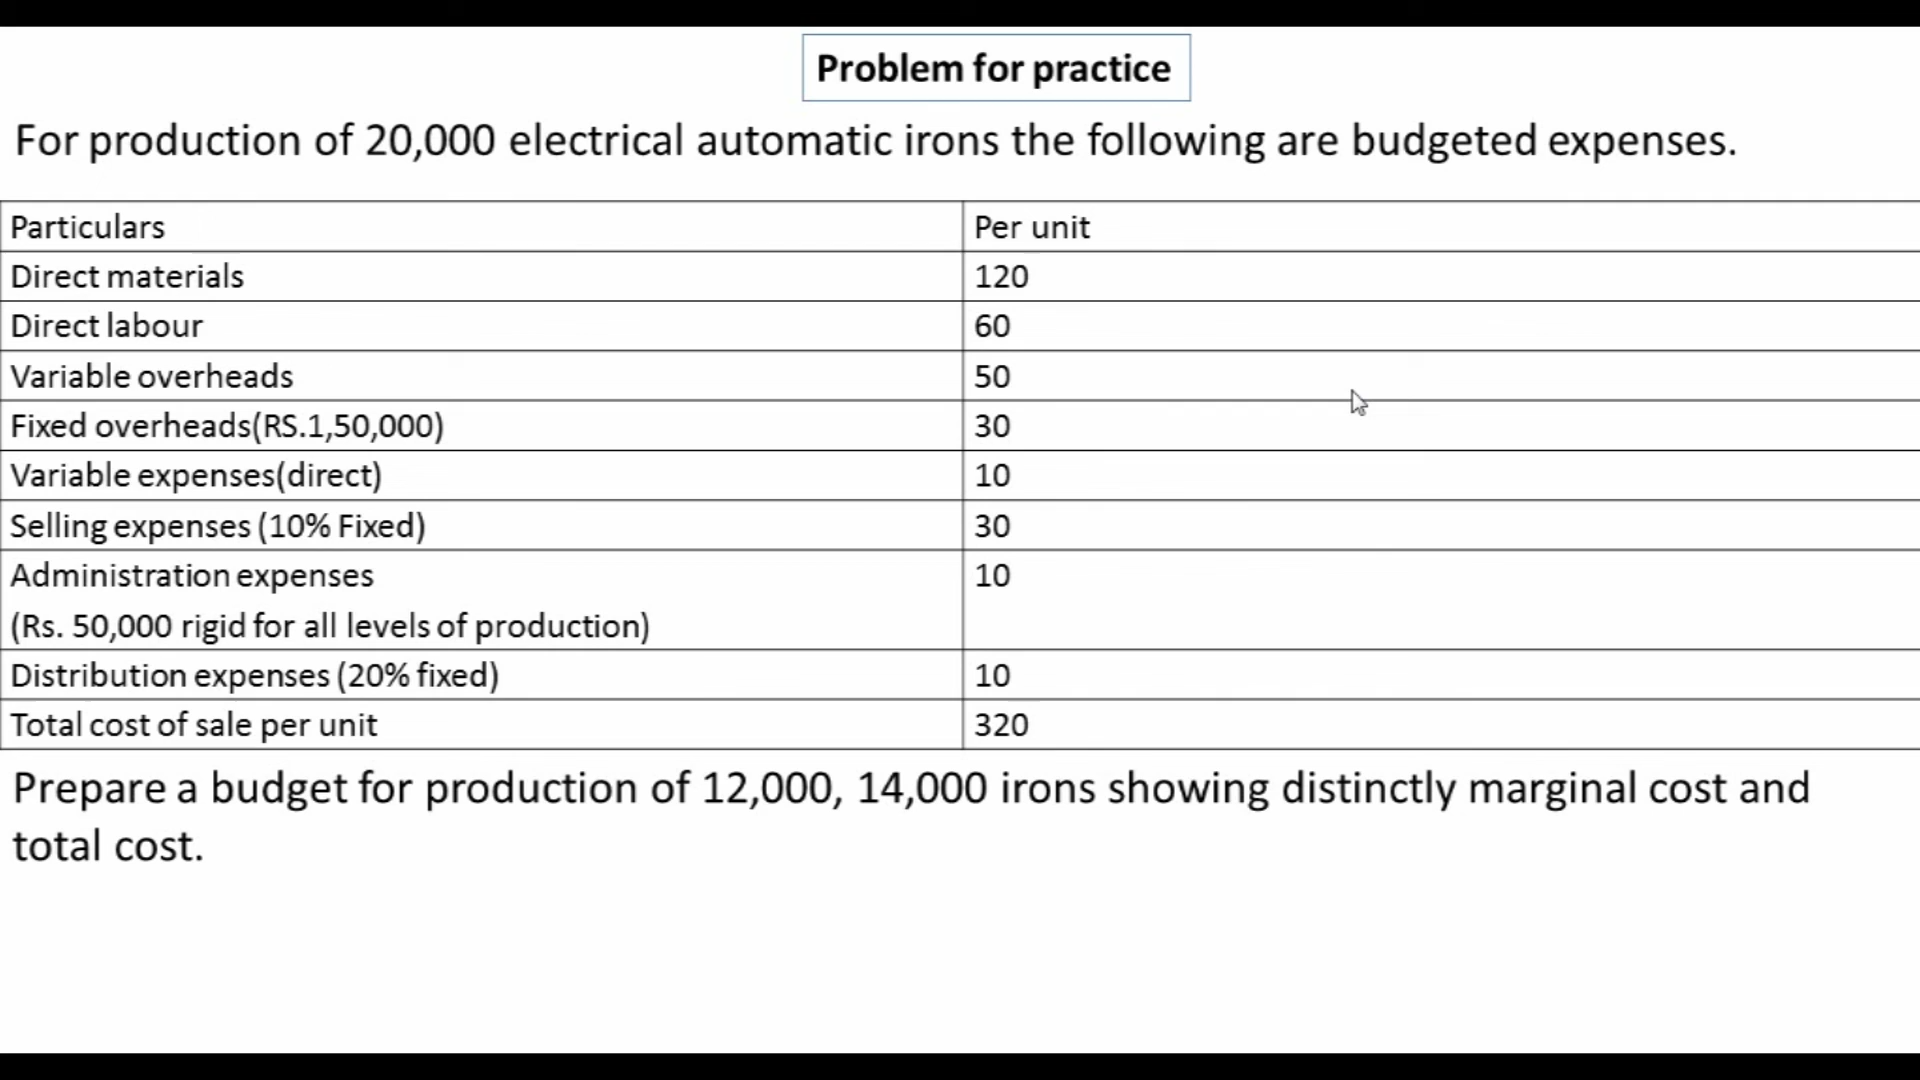 Problem for practice
For production of 20,000 electrical automatic irons the following are budgeted expenses.
Particulars Per unit
Direct materials 120
Direct labour 60
Variable overheads 50
Fixed overheads(RS.1,50,000) 30
Variable expenses(direct) 10
Selling expenses (10% Fixed) 30
Administration expenses 10
(Rs. 50,000 rigid for all levels of production)
Distribution expenses (20% fixed) 10
Total cost of sale per unit 320
Prepare a budget for production of 12,000, 14,000 irons showing distinctly marginal cost and
total cost.